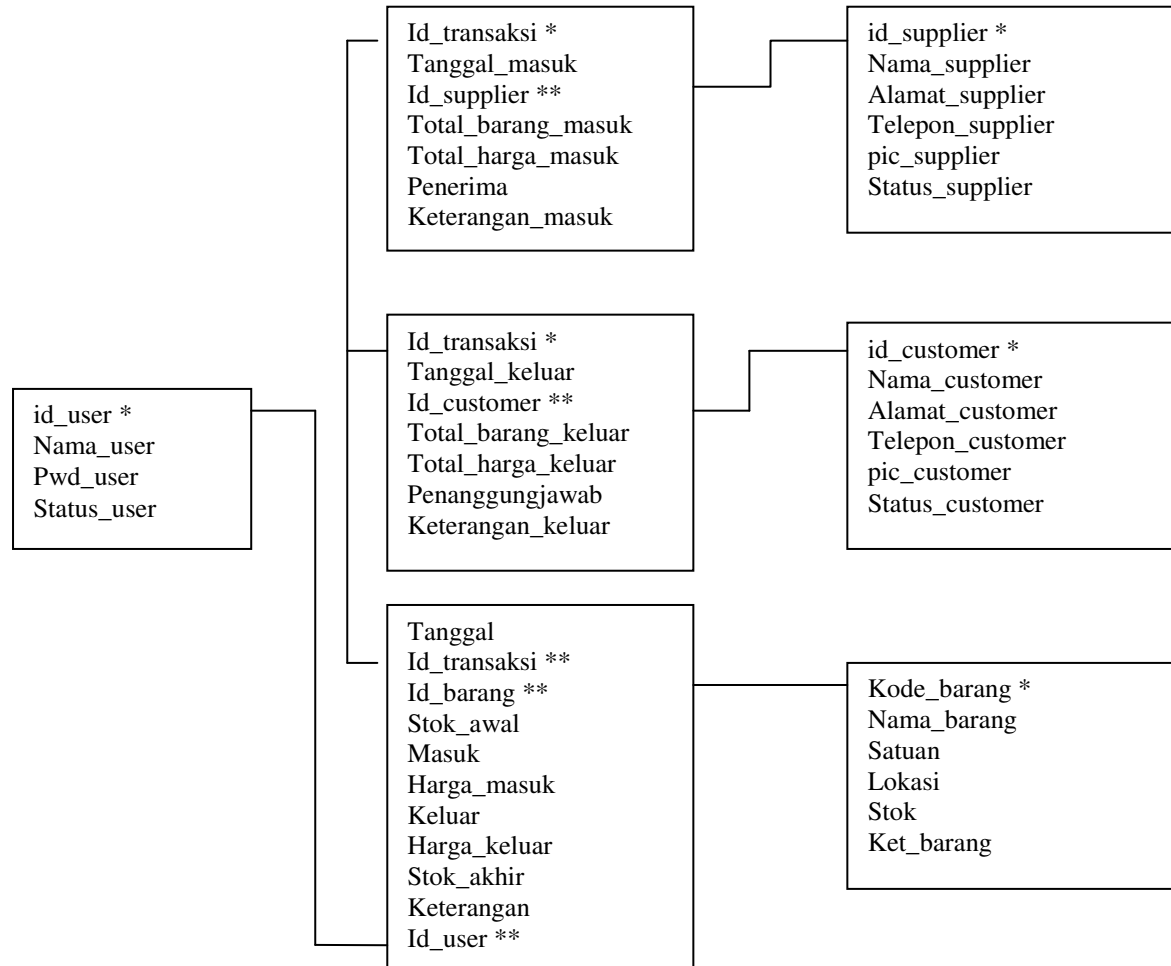 Id_transaksi *
Tanggal_masuk
Id_supplier **
Total_barang_masuk
Total_harga_masuk
Penerima
Keterangan_masuk
id_supplier *
Nama_supplier
Alamat_supplier
Telepon_supplier
pic_supplier
Status_supplier
Id_transaksi *
Tanggal_keluar
Id_customer **
Total_barang_keluar
Total_harga_keluar
Penanggungjawab
Keterangan_keluar
id_customer *
Nama_customer
Alamat_customer
Telepon_customer
pic_customer
Status_customer
id_user *
Nama_user
Pwd_user
Status_user
Tanggal
Id_transaksi **
Id_barang **
Stok_awal
Masuk
Harga_masuk
Keluar
Harga_keluar
Stok_akhir
Keterangan
Id_user **
Kode_barang *
Nama_barang
Satuan
Lokasi
Stok
Ket_barang